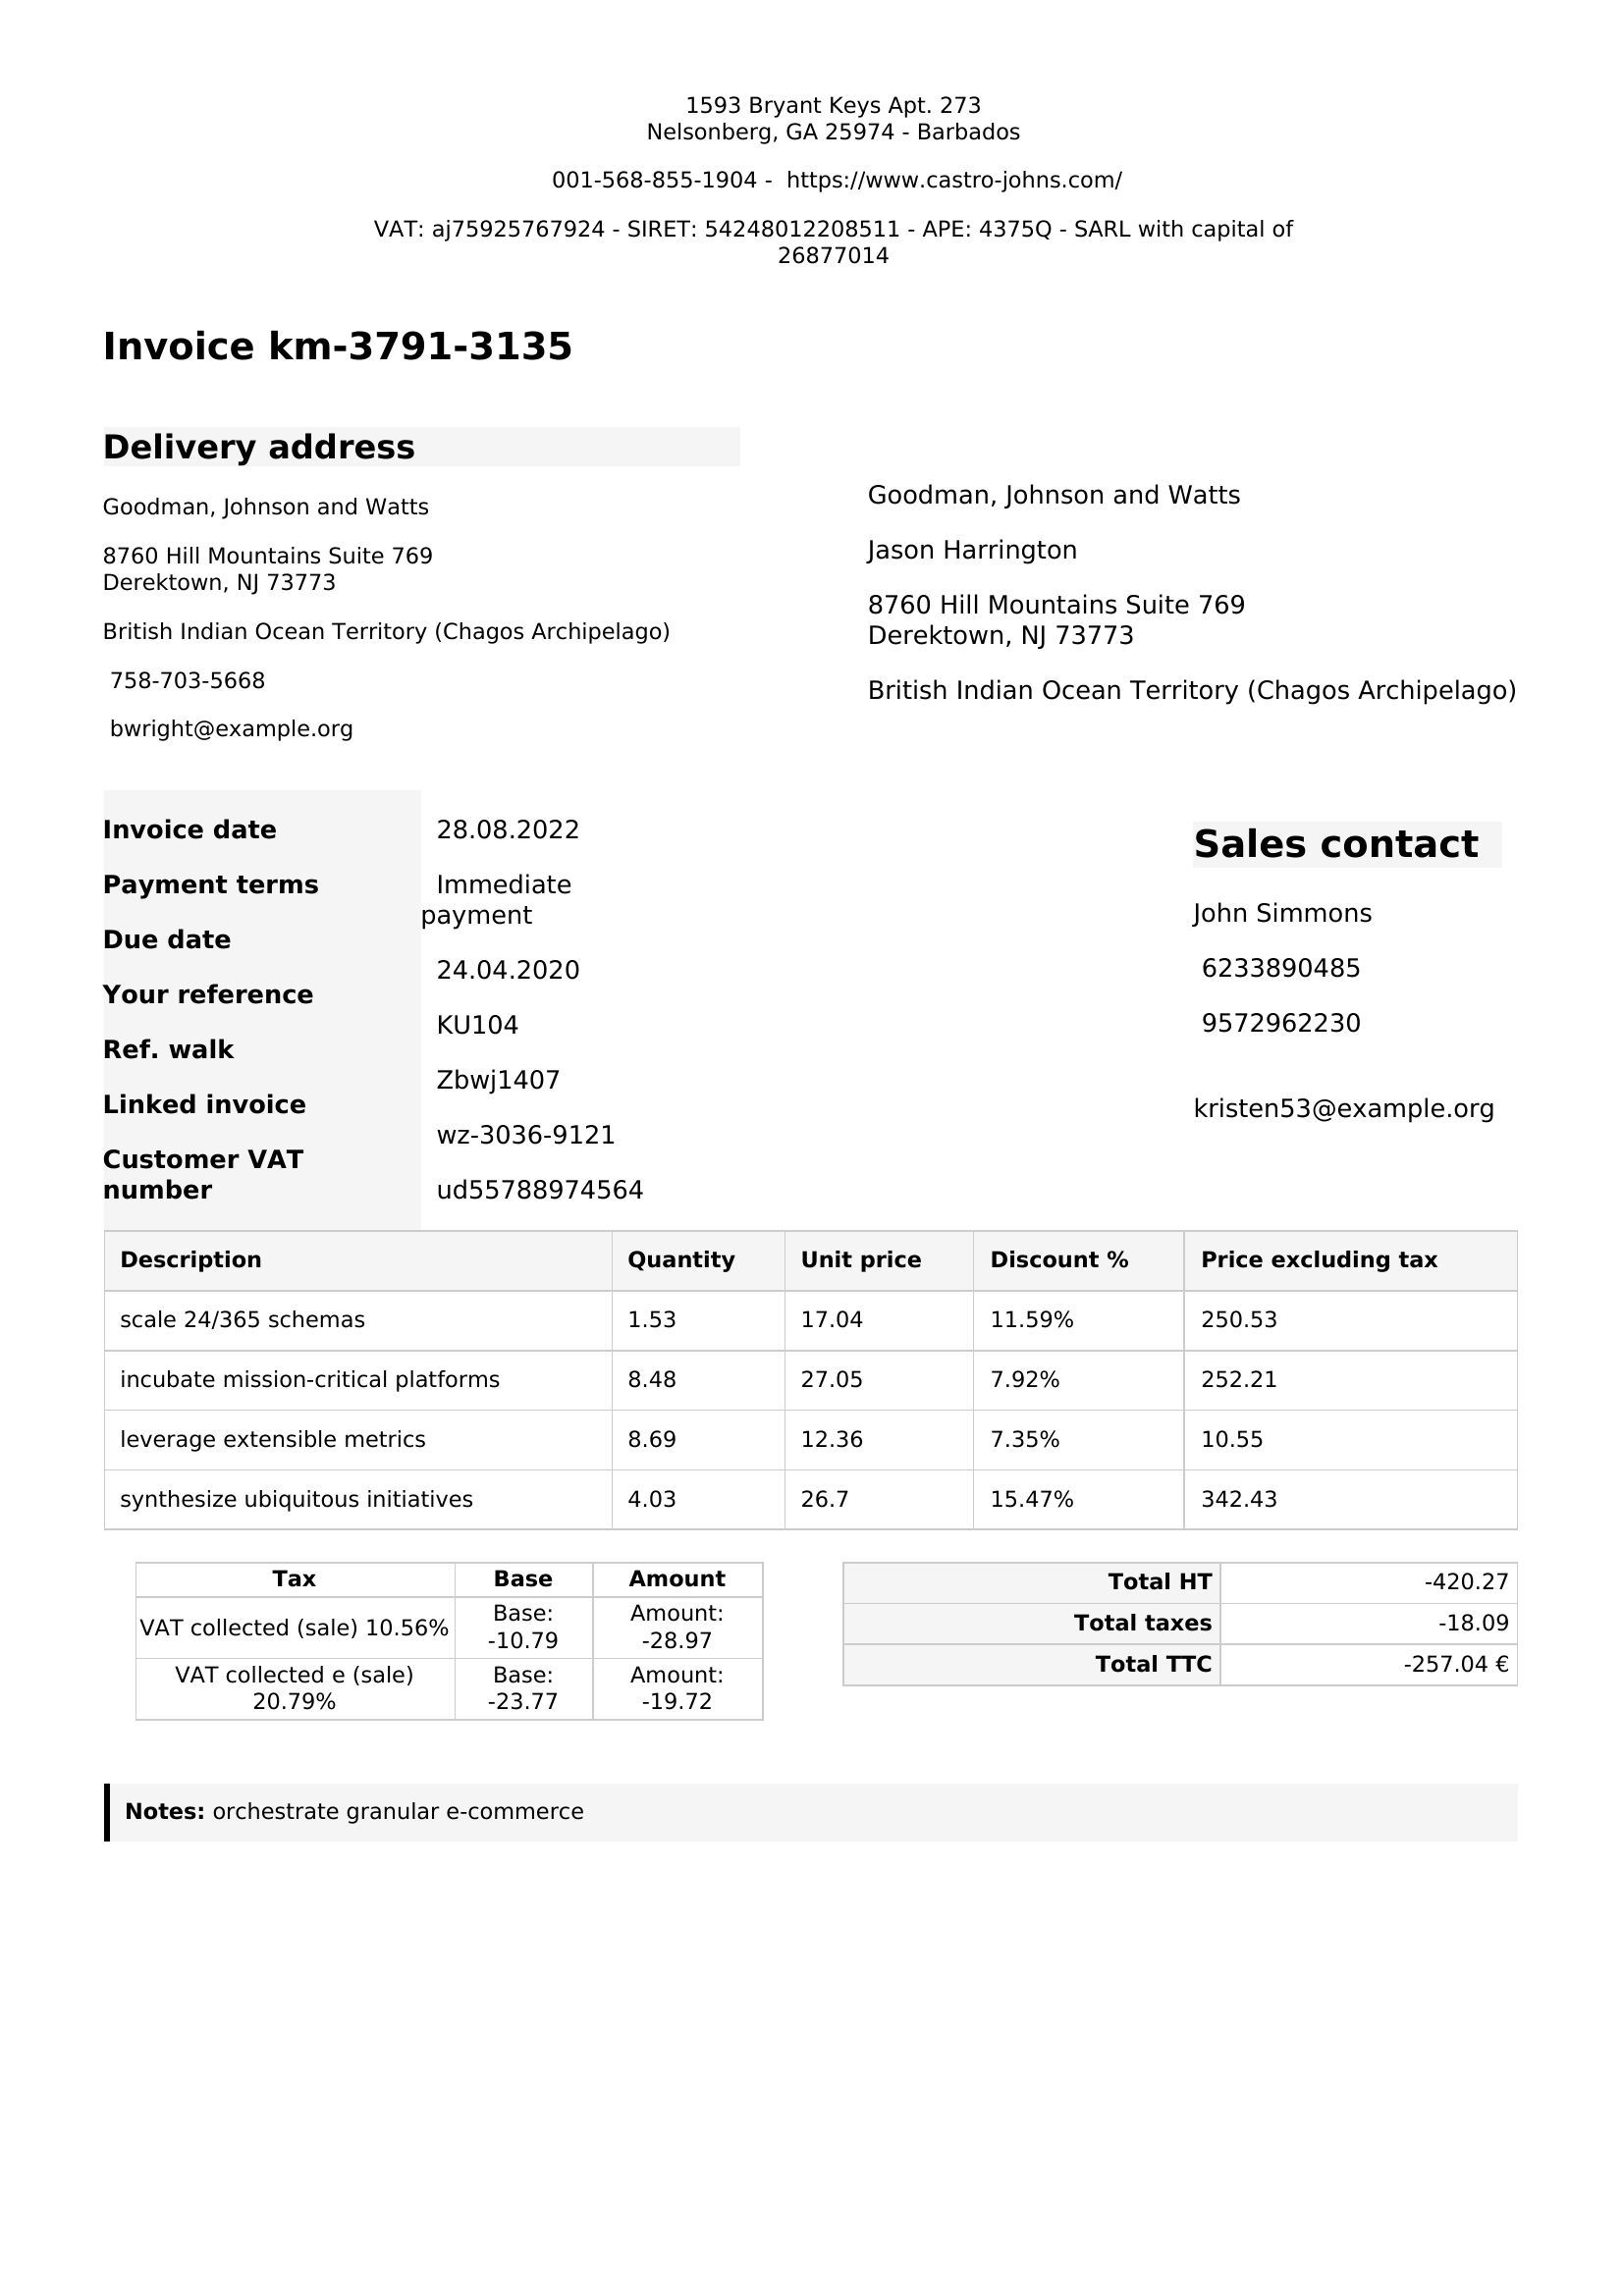 1593 Bryant Keys Apt. 273
Nelsonberg, GA 25974 - Barbados
001-568-855-1904 - https://www.castro-johns.com/
VAT: aj75925767924 - SIRET: 54248012208511 - APE: 4375Q - SARL with capital of
26877014
Invoice km-3791-3135
Delivery address
Goodman, Johnson and Watts
8760 Hill Mountains Suite 769
Derektown, NJ 73773
British Indian Ocean Territory (Chagos Archipelago)
758-703-5668
bwright@example.org
Goodman, Johnson and Watts
Jason Harrington
8760 Hill Mountains Suite 769
Derektown, NJ 73773
British Indian Ocean Territory (Chagos Archipelago)
Invoice date
Payment terms
Due date
Your reference
Ref. walk
Linked invoice
Customer VAT
number
28.08.2022
Immediate
payment
24.04.2020
KU104
Zbwj1407
wz-3036-9121
ud55788974564
Sales contact
John Simmons
6233890485
9572962230
kristen53@example.org
Description Quantity Unit price Discount % Price excluding tax
scale 24/365 schemas 1.53 17.04 11.59% 250.53
incubate mission-critical platforms 8.48 27.05 7.92% 252.21
leverage extensible metrics 8.69 12.36 7.35% 10.55
synthesize ubiquitous initiatives 4.03 26.7 15.47% 342.43
Tax Base Amount
VAT collected (sale) 10.56% Base: -10.79 Amount: -28.97
VAT collected e (sale) 20.79% Base: -23.77 Amount: -19.72
Total HT -420.27
Total taxes -18.09
Total TTC -257.04 €
Notes: orchestrate granular e-commerce